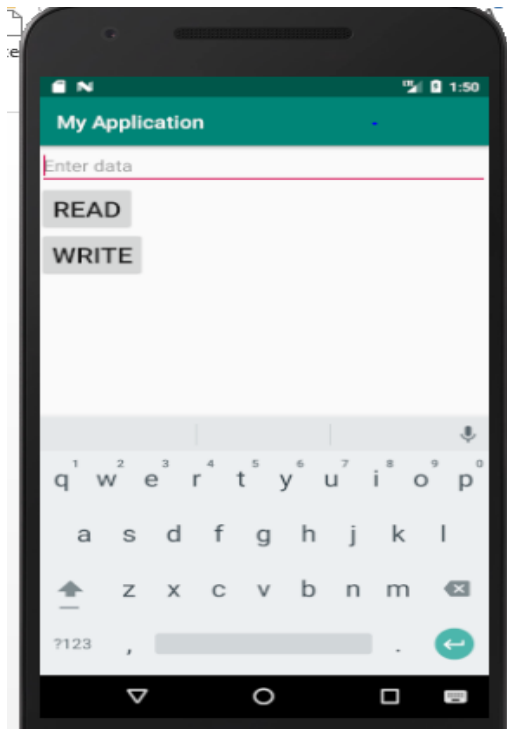 te
1:50
My Application
Enter data
READ
WRITE
1 2 3 4 5 6 7 8 9 0
q w e r t y u i o p
a s d f g h j k l
z x c v b n m
?123 , .